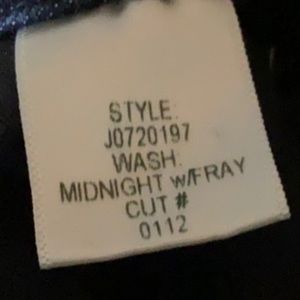 STYLE:
J0720197
WASH:
MIDNIGHT w/FRAY
CUT #
0112